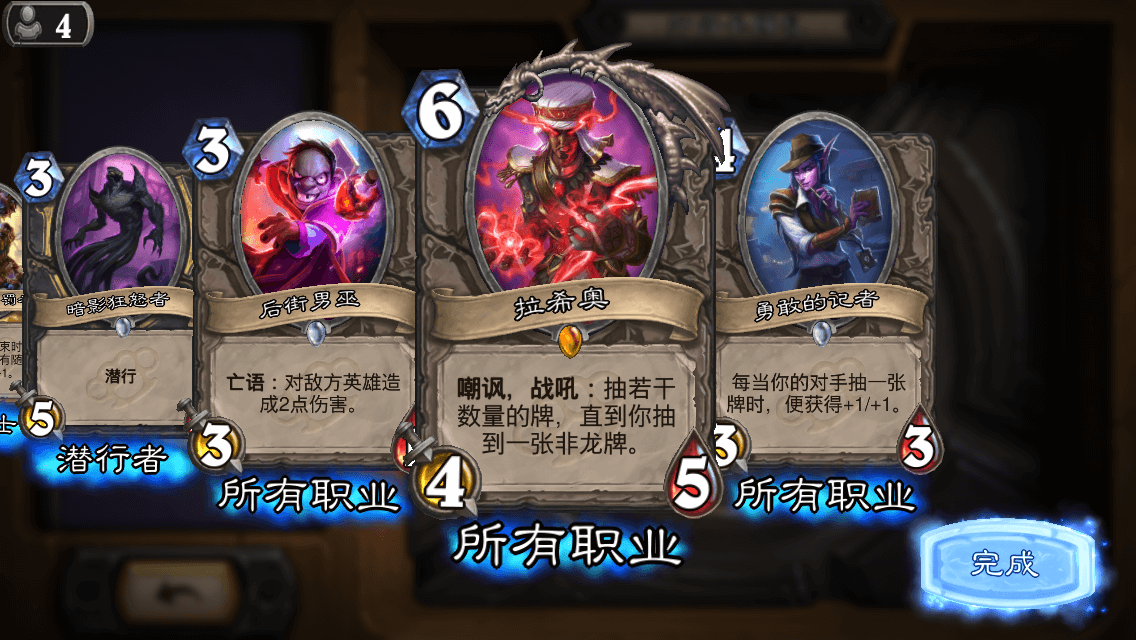 4
3
3
6
暗影狂怒者
潜行
5
潜行者
后街男巫
亡语：对敌方英雄造
成2点伤害。
3
所有职业
拉希奥
嘲讽，战吼：抽若干
数量的牌，直到你抽
到一张非龙牌。
4
5
所有职业
勇敢的记者
每当你的对手抽一张
牌时，便获得+1/+1。
3
3
所有职业
完成